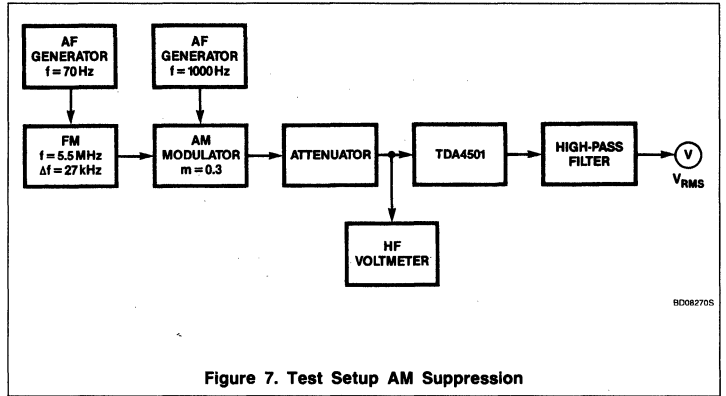 AF
GENERATOR
f = 70 Hz
AF
GENERATOR
f = 1000 Hz
FM
f = 5.5 MHz
Δf = 27 kHz
AM
MODULATOR
m = 0.3
ATTENUATOR
TDA4501
HIGH-PASS
FILTER
V
VRMS
HF
VOLTMETER
BD08270S
Figure 7. Test Setup AM Suppression